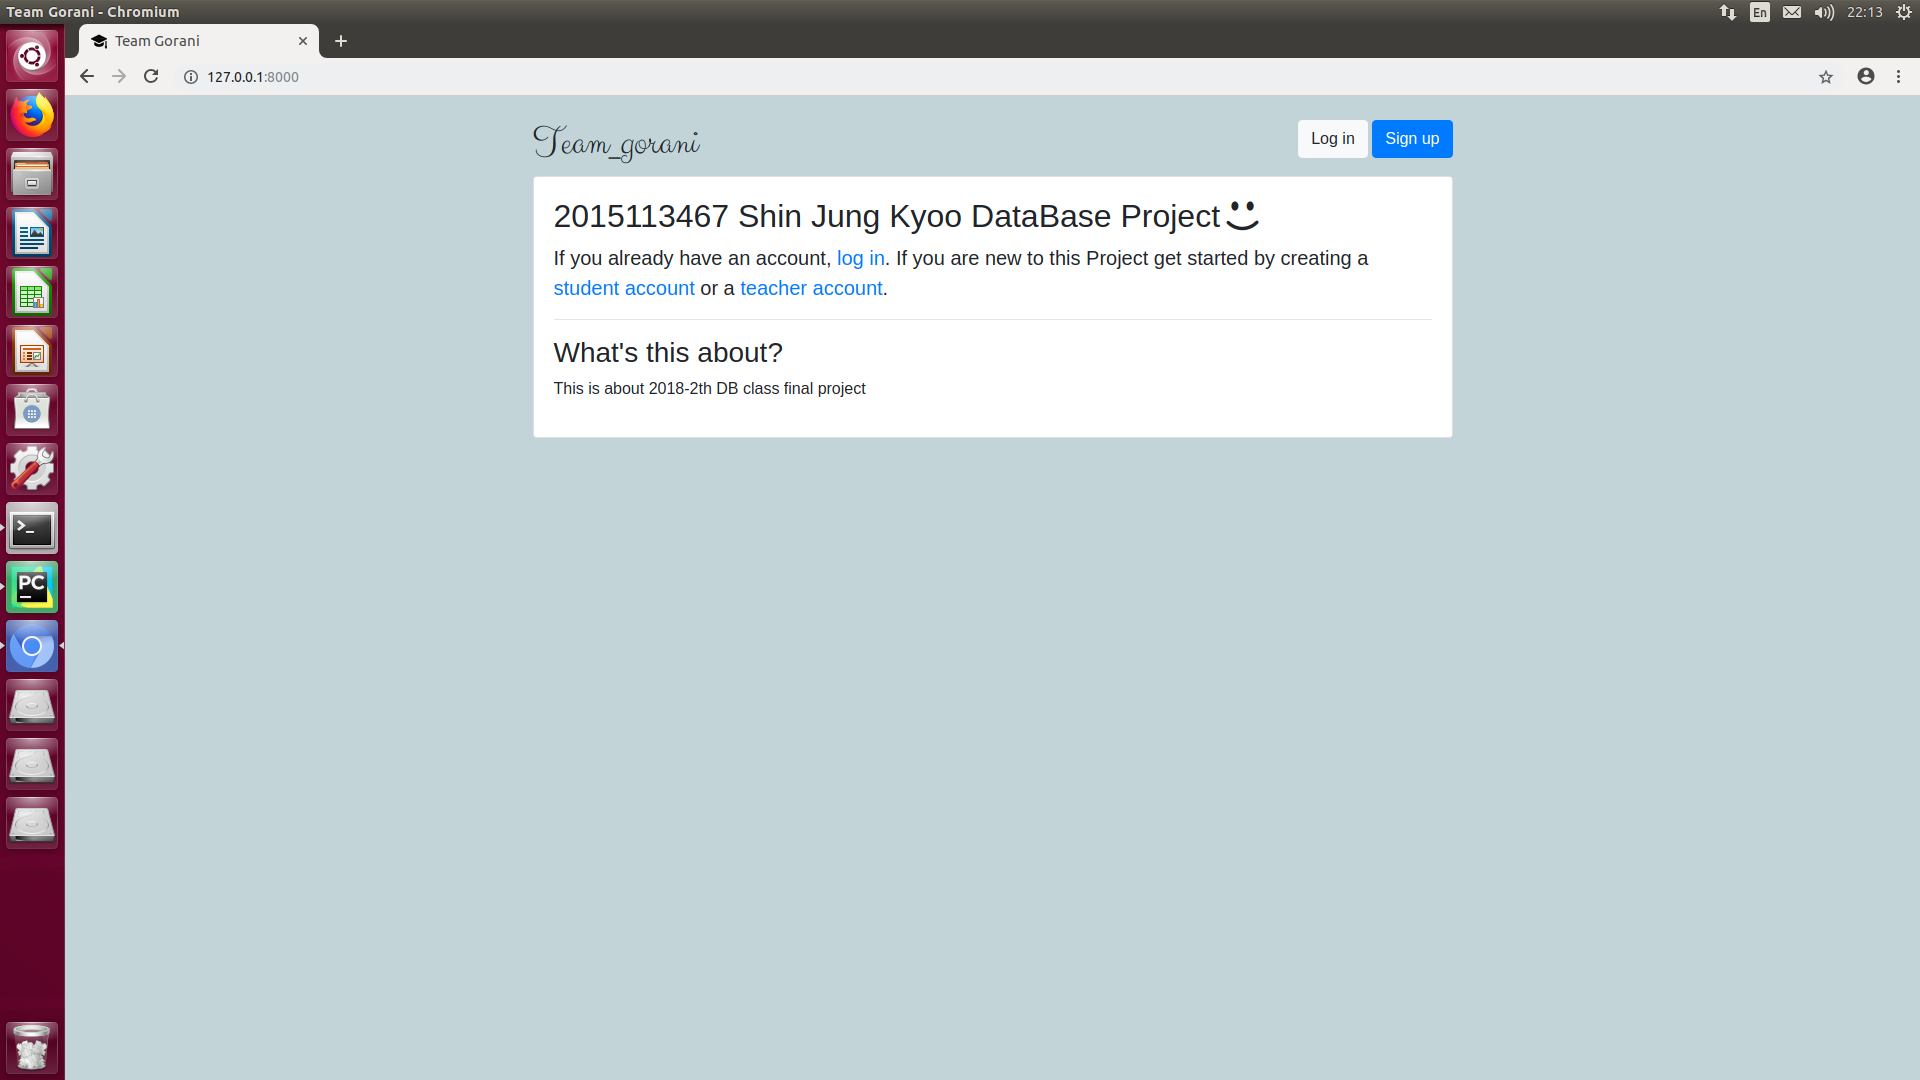 Team Gorani - Chromium
En
22:13
Team Gorani
127.0.0.1:8000
Team_gorani
Log in
Sign up
2015113467 Shin Jung Kyoo DataBase Project
If you already have an account, log in. If you are new to this Project get started by creating a
student account or a teacher account.
What's this about?
This is about 2018-2th DB class final project
PC